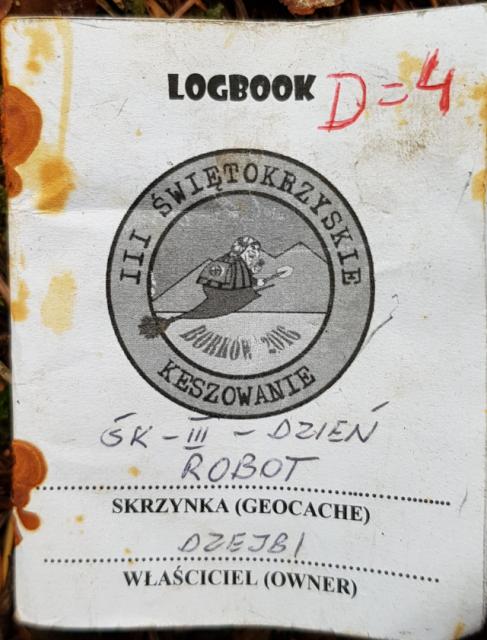 LOGBOOK
D=4
III ŚWIĘTOKRZYSKIE
BORKÓW 2016
KESZOWANIE
ŚK - III - DZIEŃ
ROBOT
SKRZYNKA (GEOCACHE)
DZEJBI
WŁAŚCICIEL (OWNER)